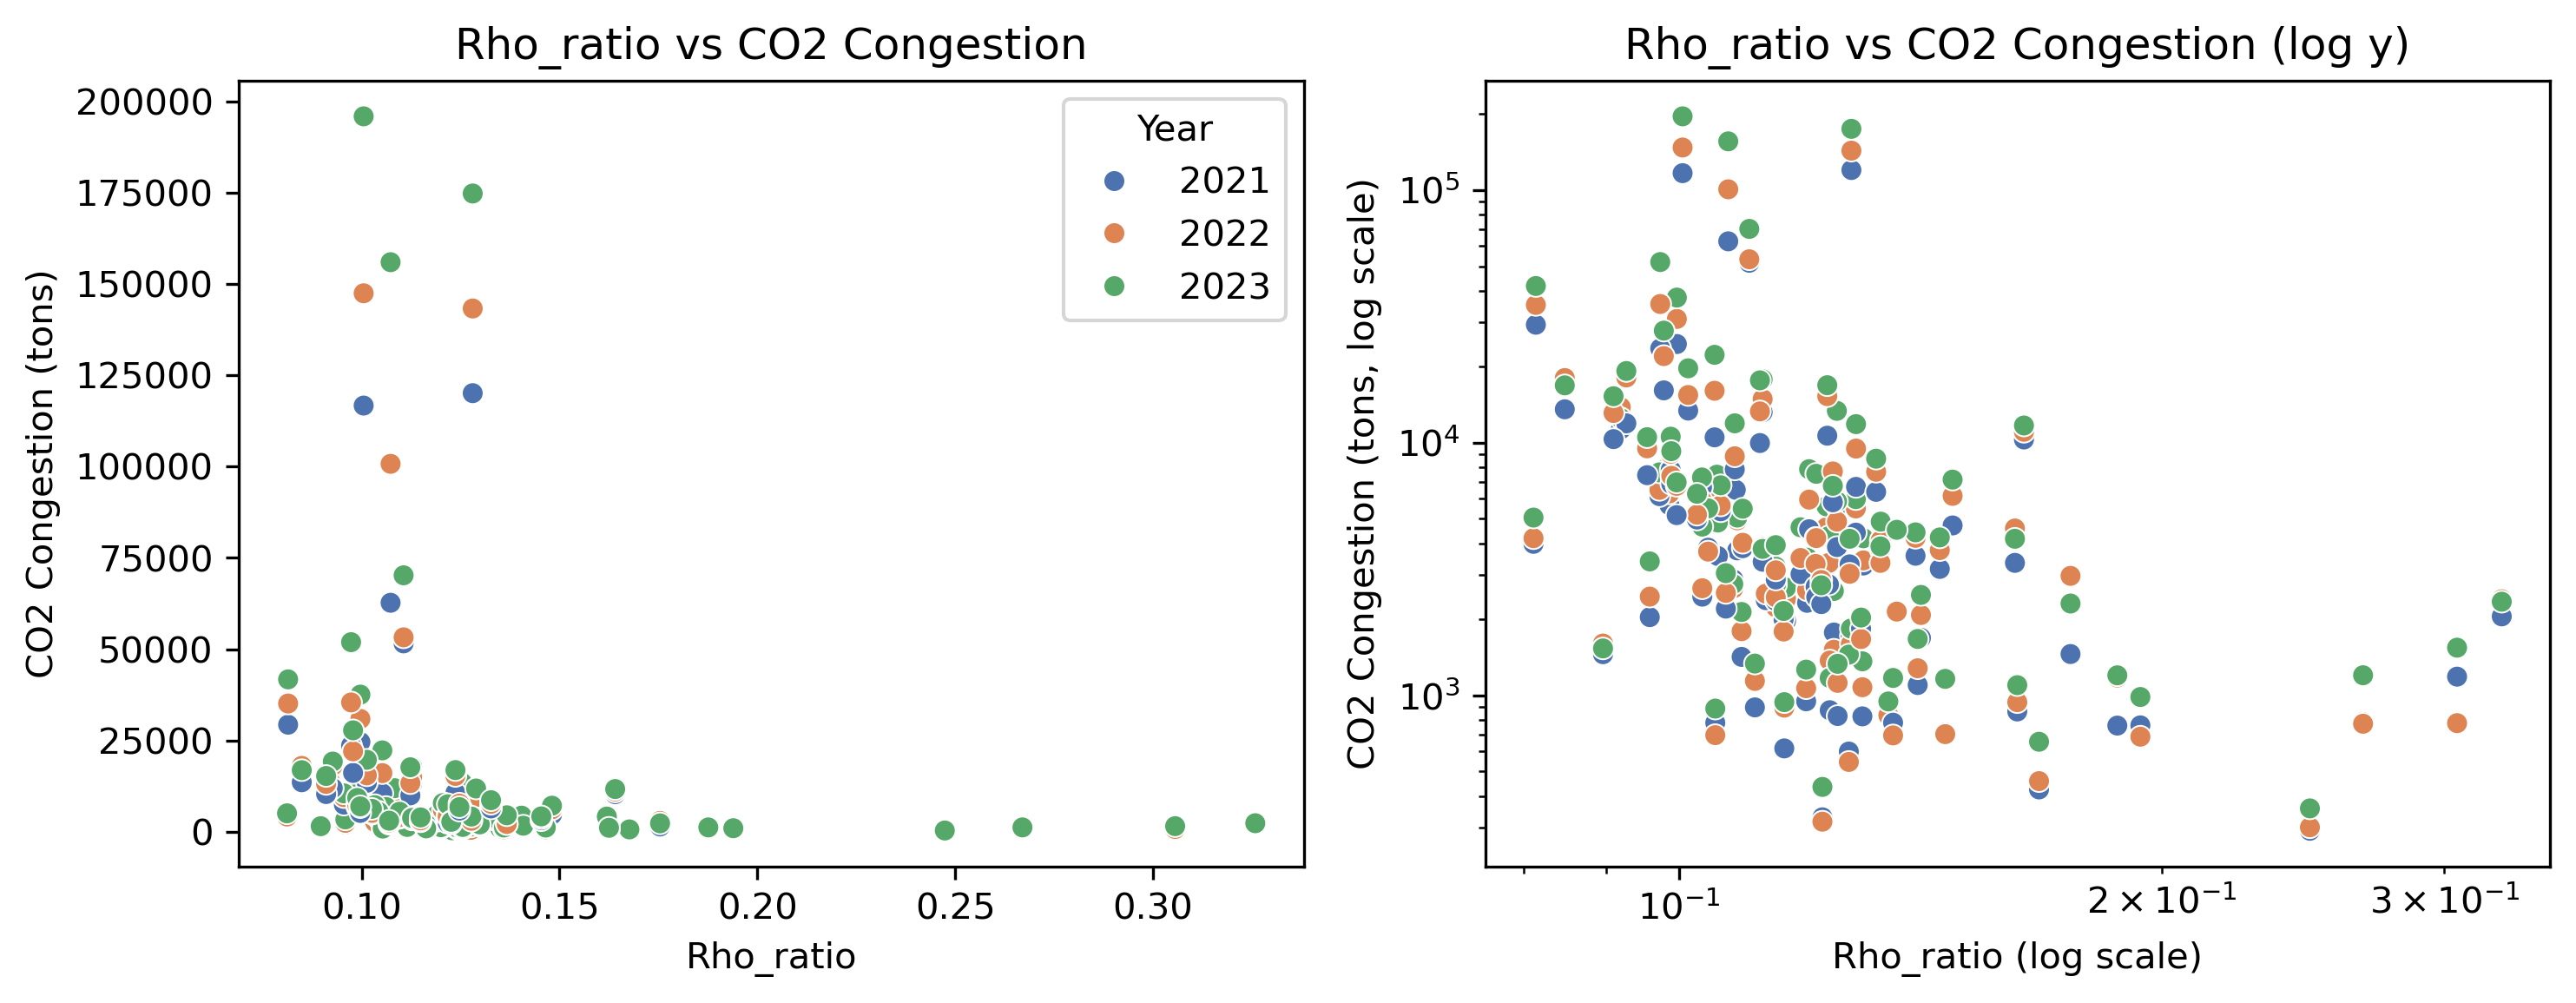 Rho_ratio vs CO2 Congestion
CO2 Congestion (tons)
200000
175000
150000
125000
100000
75000
50000
25000
0
Year
2021
2022
2023
0.10
0.15
0.20
0.25
0.30
Rho_ratio
Rho_ratio vs CO2 Congestion (log y)
CO2 Congestion (tons, log scale)
10⁵
10⁴
10³
10⁻¹
2 × 10⁻¹
3 × 10⁻¹
Rho_ratio (log scale)